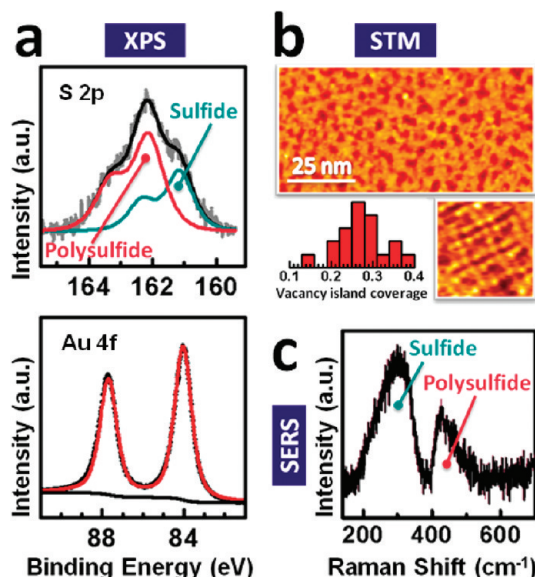 a
XPS
S 2p
Sulfide
Polysulfide
Intensity (a.u.)
164 162 160
Au 4f
Intensity (a.u.)
88 84
Binding Energy (eV)
b
STM
25 nm
0.1 0.2 0.3 0.4
Vacancy island coverage
c
SERS
Sulfide
Polysulfide
Intensity (a.u.)
200 400 600
Raman Shift (cm⁻¹)